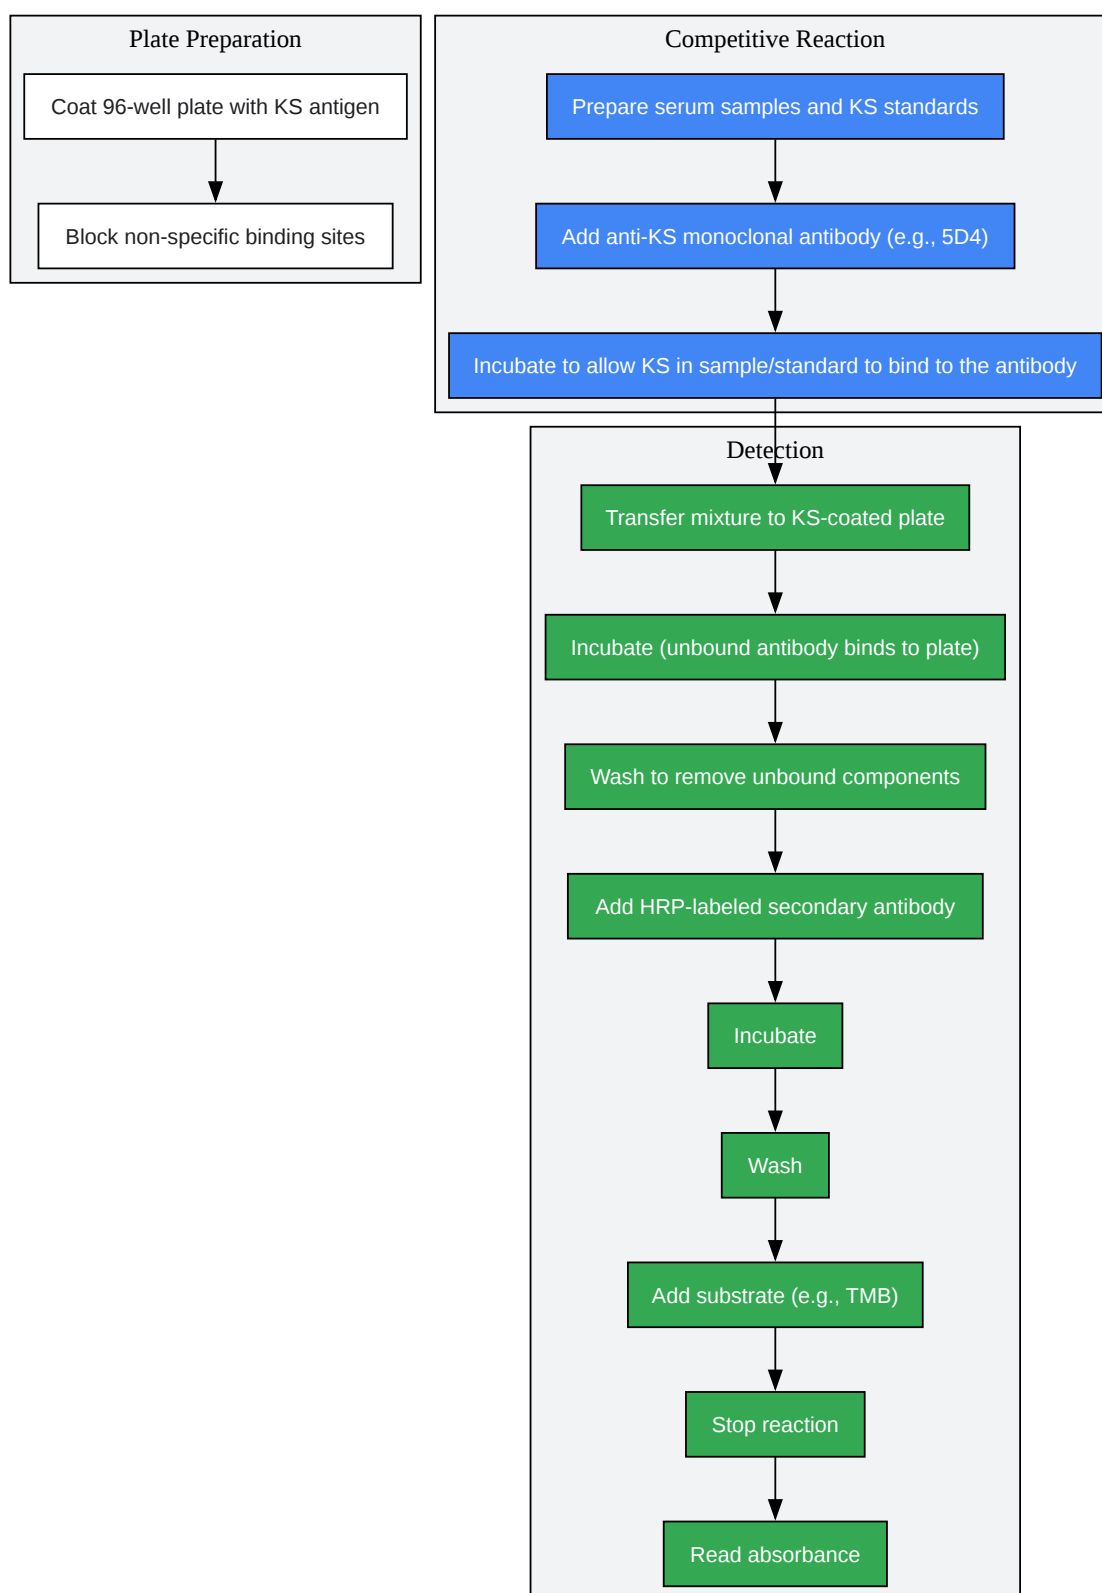 Plate Preparation
Coat 96-well plate with KS antigen
Block non-specific binding sites
Competitive Reaction
Prepare serum samples and KS standards
Add anti-KS monoclonal antibody (e.g., 5D4)
Incubate to allow KS in sample/standard to bind to the antibody
Detection
Transfer mixture to KS-coated plate
Incubate (unbound antibody binds to plate)
Wash to remove unbound components
Add HRP-labeled secondary antibody
Incubate
Wash
Add substrate (e.g., TMB)
Stop reaction
Read absorbance